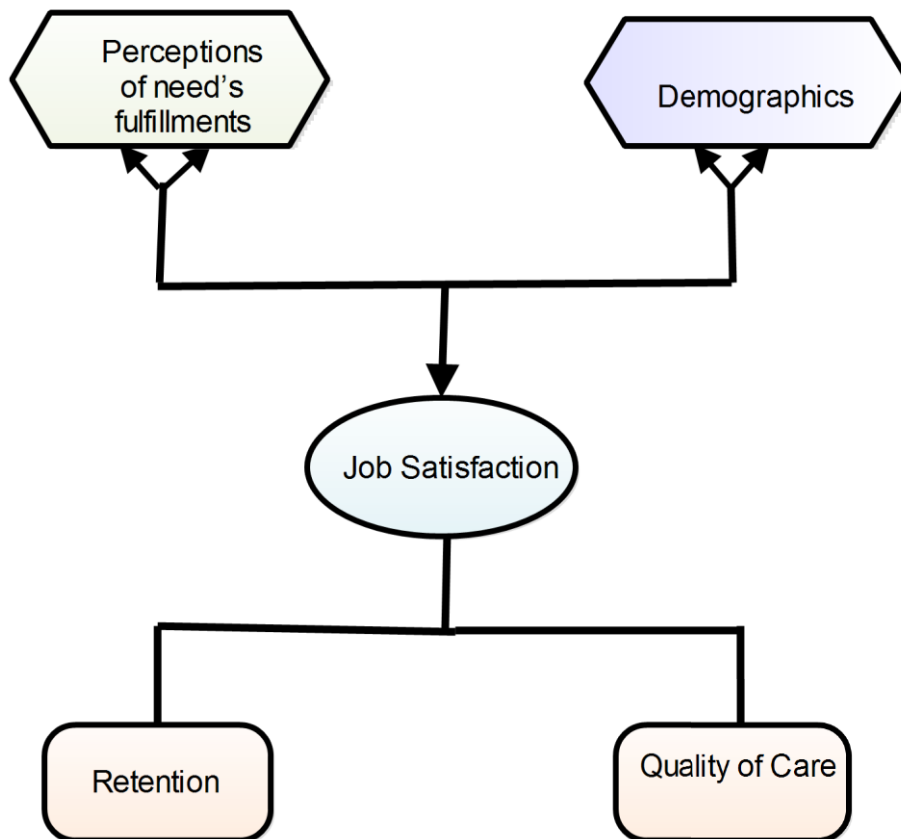 Perceptions
of need's
fulfillments
Demographics
Job Satisfaction
Retention
Quality of Care